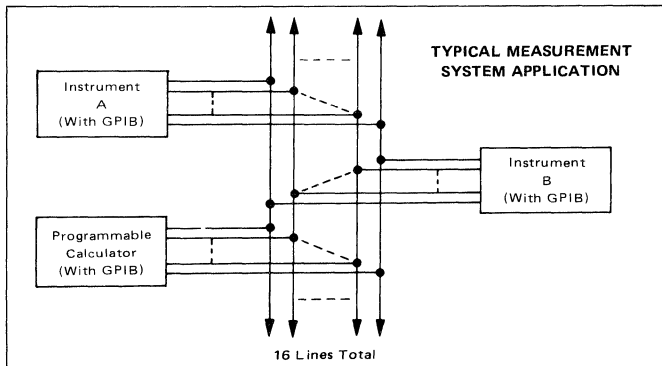 TYPICAL MEASUREMENT
SYSTEM APPLICATION
Instrument
A
(With GPIB)
Instrument
B
(With GPIB)
Programmable
Calculator
(With GPIB)
16 Lines Total